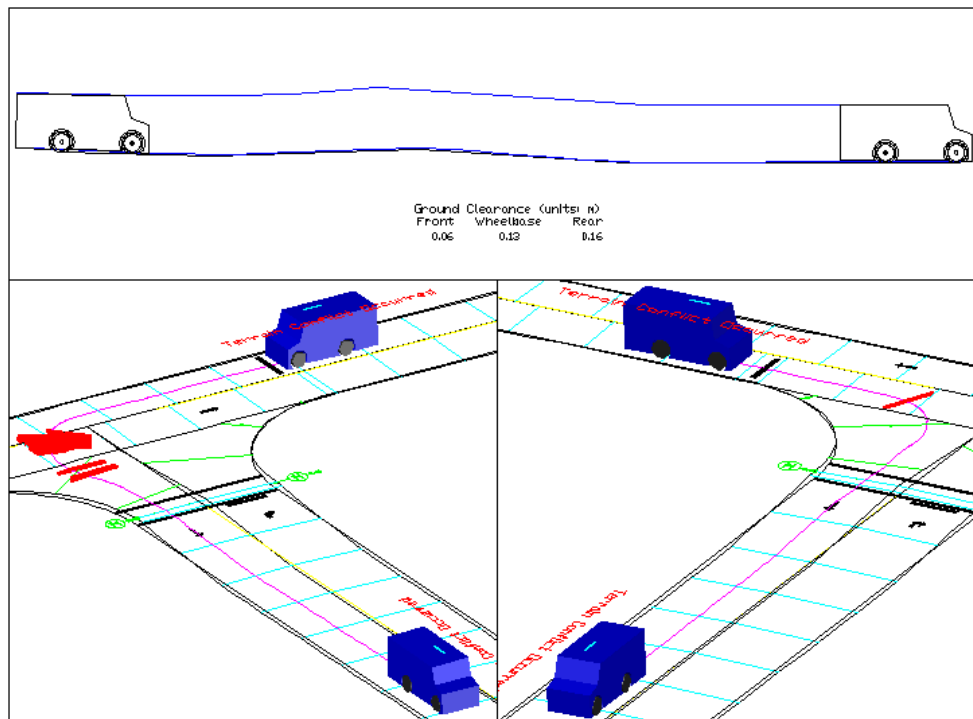 Ground Clearance (units: M)
Front Wheelbase Rear
0.06 0.13 0.16
Terrain Conflict Occurred
Terrain Conflict Occurred
Conflict Occurred
Terrain Conflict Occurred